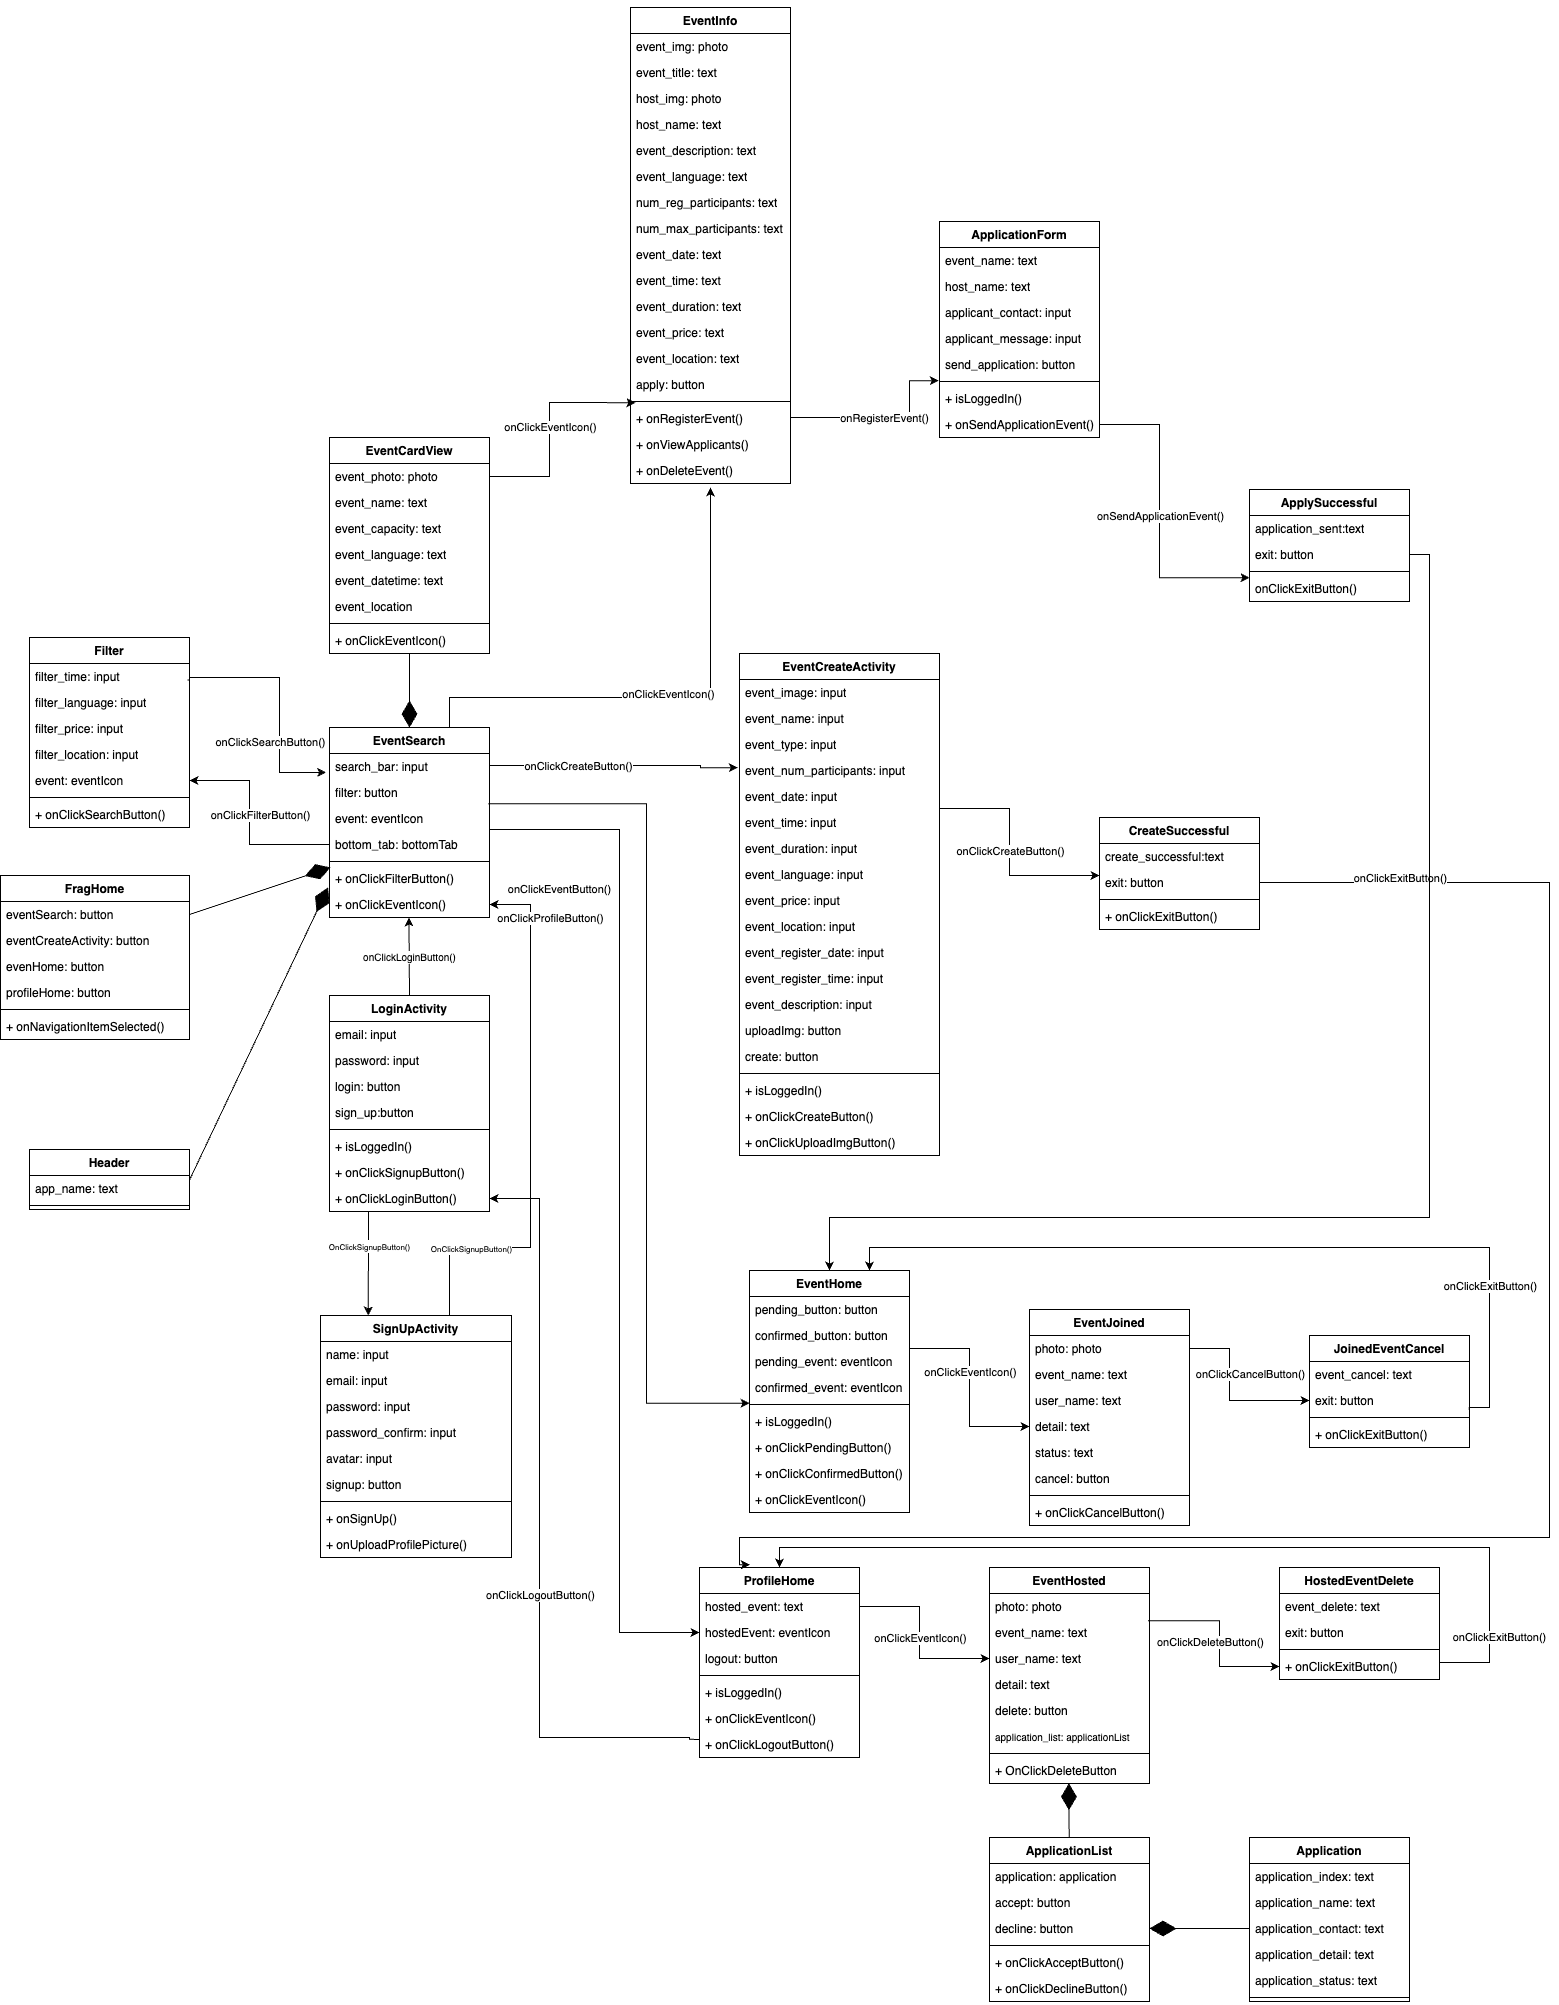 EventInfo
event_img: photo
event_title: text
host_img: photo
host_name: text
event_description: text
event_language: text
num_reg_participants: text
num_max_participants: text
event_date: text
event_time: text
event_duration: text
event_price: text
event_location: text
apply: button
+ onRegisterEvent()
+ onViewApplicants()
+ onDeleteEvent()
onRegisterEvent()
ApplicationForm
event_name: text
host_name: text
applicant_contact: input
applicant_message: input
send_application: button
+ isLoggedIn()
+ onSendApplicationEvent()
onSendApplicationEvent()
ApplySuccessful
application_sent:text
exit: button
onClickExitButton()
onClickEventIcon()
EventCardView
event_photo: photo
event_name: text
event_capacity: text
event_language: text
event_datetime: text
event_location
+ onClickEventIcon()
Filter
filter_time: input
filter_language: input
filter_price: input
filter_location: input
event: eventIcon
+ onClickSearchButton()
onClickSearchButton()
onClickFilterButton()
onClickEventIcon()
EventSearch
search_bar: input
filter: button
event: eventIcon
bottom_tab: bottomTab
+ onClickFilterButton()
+ onClickEventIcon()
onClickCreateButton()
onClickEventButton()
onClickProfileButton()
EventCreateActivity
event_image: input
event_name: input
event_type: input
event_num_participants: input
event_date: input
event_time: input
event_duration: input
event_language: input
event_price: input
event_location: input
event_register_date: input
event_register_time: input
event_description: input
uploadImg: button
create: button
+ isLoggedIn()
+ onClickCreateButton()
+ onClickUploadImgButton()
onClickCreateButton()
CreateSuccessful
create_successful:text
exit: button
+ onClickExitButton()
onClickExitButton()
FragHome
eventSearch: button
eventCreateActivity: button
evenHome: button
profileHome: button
+ onNavigationItemSelected()
Header
app_name: text
onClickLoginButton()
LoginActivity
email: input
password: input
login: button
sign_up:button
+ isLoggedIn()
+ onClickSignupButton()
+ onClickLoginButton()
OnClickSignupButton()
OnClickSignupButton()
SignUpActivity
name: input
email: input
password: input
password_confirm: input
avatar: input
signup: button
+ onSignUp()
+ onUploadProfilePicture()
onClickLogoutButton()
EventHome
pending_button: button
confirmed_button: button
pending_event: eventIcon
confirmed_event: eventIcon
+ isLoggedIn()
+ onClickPendingButton()
+ onClickConfirmedButton()
+ onClickEventIcon()
onClickEventIcon()
EventJoined
photo: photo
event_name: text
user_name: text
detail: text
status: text
cancel: button
+ onClickCancelButton()
onClickCancelButton()
JoinedEventCancel
event_cancel: text
exit: button
+ onClickExitButton()
onClickExitButton()
ProfileHome
hosted_event: text
hostedEvent: eventIcon
logout: button
+ isLoggedIn()
+ onClickEventIcon()
+ onClickLogoutButton()
onClickEventIcon()
EventHosted
photo: photo
event_name: text
user_name: text
detail: text
delete: button
application_list: applicationList
+ OnClickDeleteButton
onClickDeleteButton()
HostedEventDelete
event_delete: text
exit: button
+ onClickExitButton()
onClickExitButton()
ApplicationList
application: application
accept: button
decline: button
+ onClickAcceptButton()
+ onClickDeclineButton()
Application
application_index: text
application_name: text
application_contact: text
application_detail: text
application_status: text